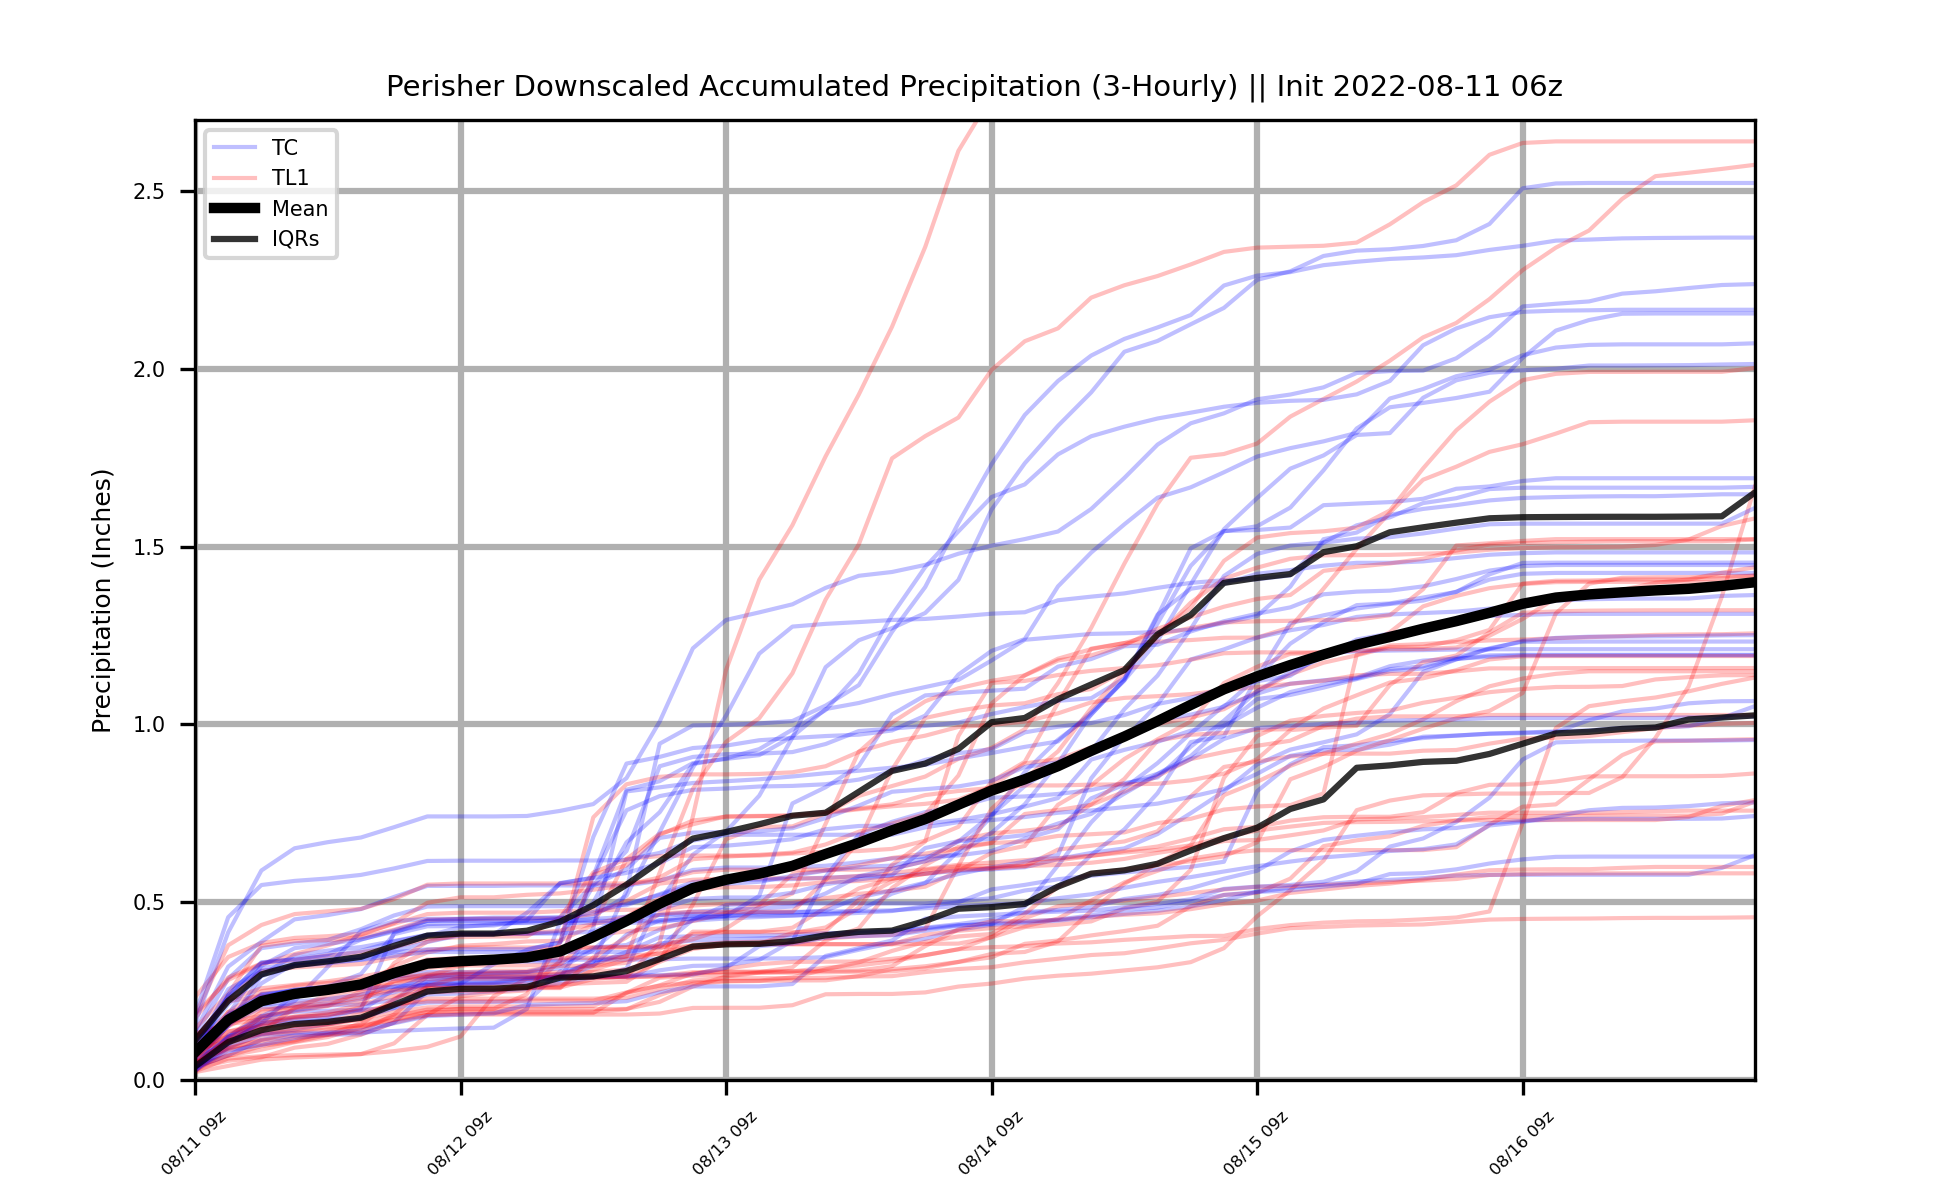 Perisher Downscaled Accumulated Precipitation (3-Hourly) || Init 2022-08-11 06z
TC
TL1
Mean
IQRs
Precipitation (Inches)
2.5
2.0
1.5
1.0
0.5
0.0
08/11 09z
08/12 09z
08/13 09z
08/14 09z
08/15 09z
08/16 09z